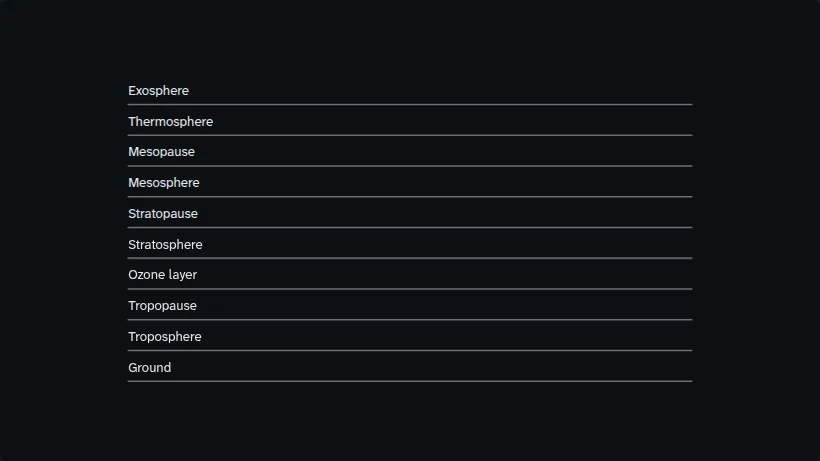 Exosphere
Thermosphere
Mesopause
Mesosphere
Stratopause
Stratosphere
Ozone layer
Tropopause
Troposphere
Ground